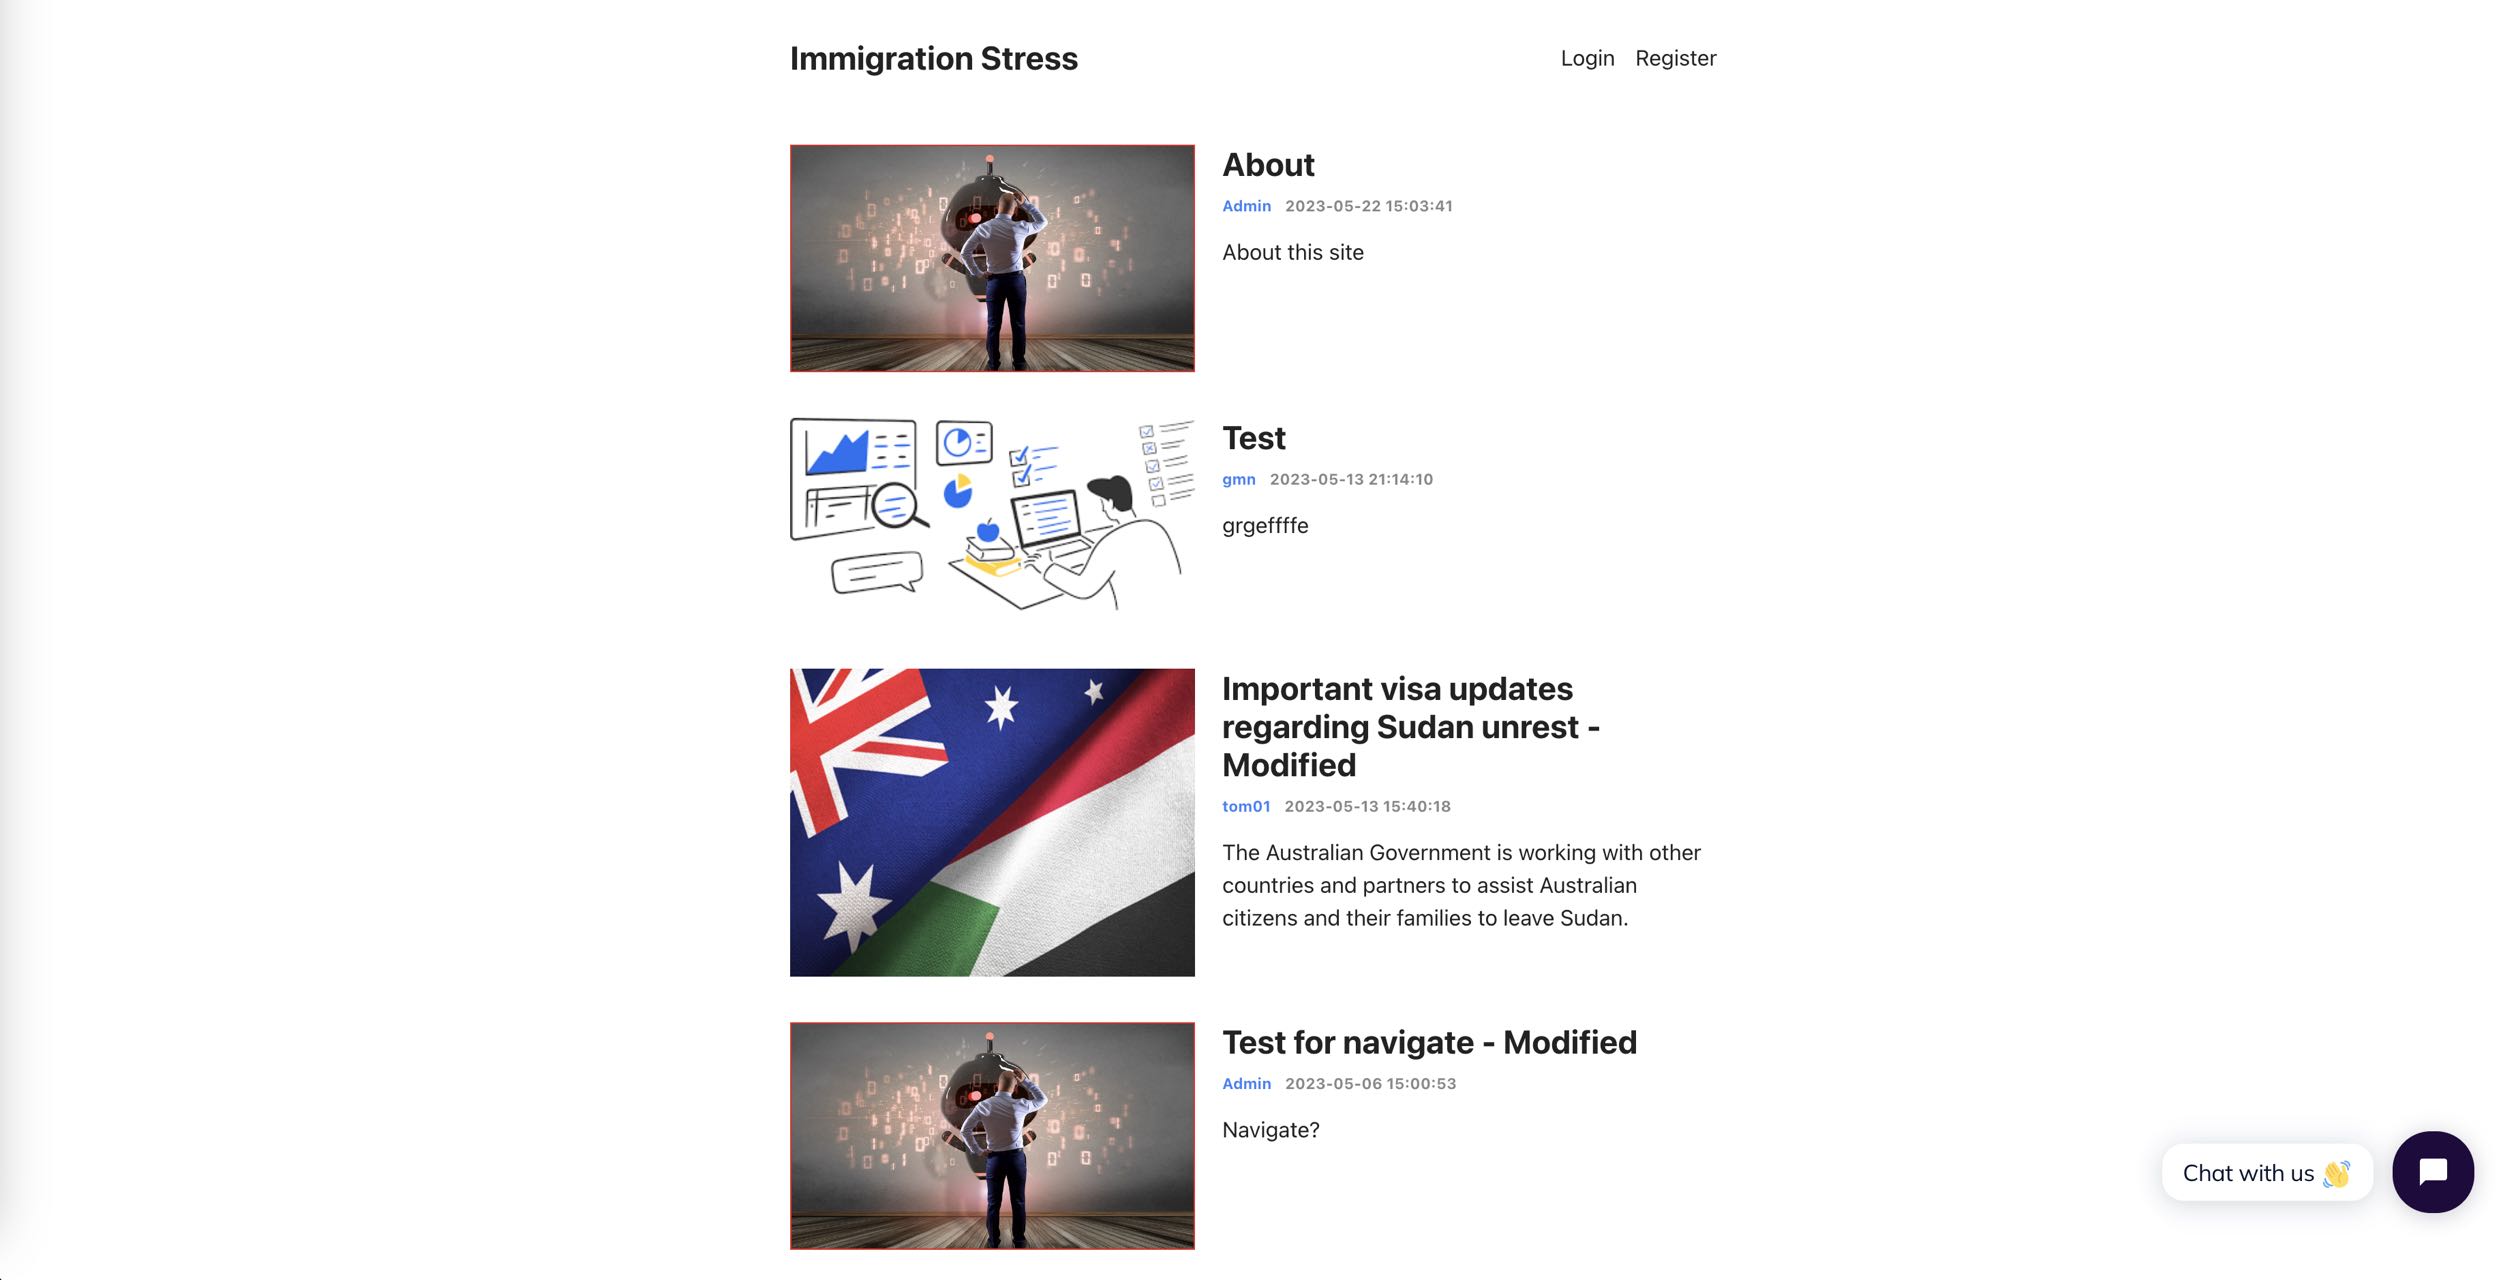 Immigration Stress
Login Register
About
Admin 2023-05-22 15:03:41
About this site
Test
gmn 2023-05-13 21:14:10
grgeffffe
Important visa updates
regarding Sudan unrest -
Modified
tom01 2023-05-13 15:40:18
The Australian Government is working with other
countries and partners to assist Australian
citizens and their families to leave Sudan.
Test for navigate - Modified
Admin 2023-05-06 15:00:53
Navigate?
Chat with us 👋